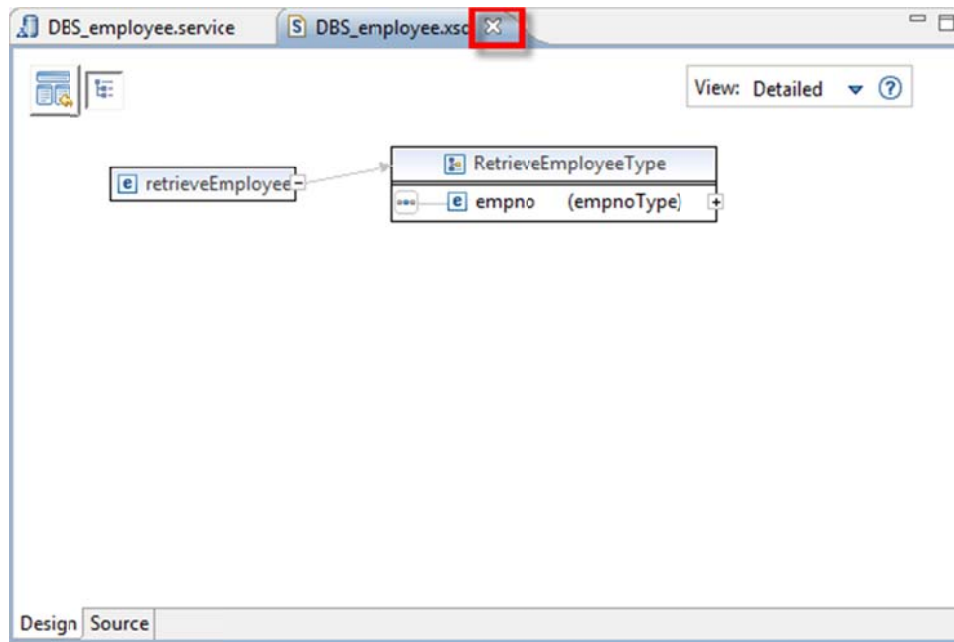 DBS_employee.service DBS_employee.xsd
View: Detailed
retrieveEmployee RetrieveEmployeeType
empno (empnoType)
Design Source